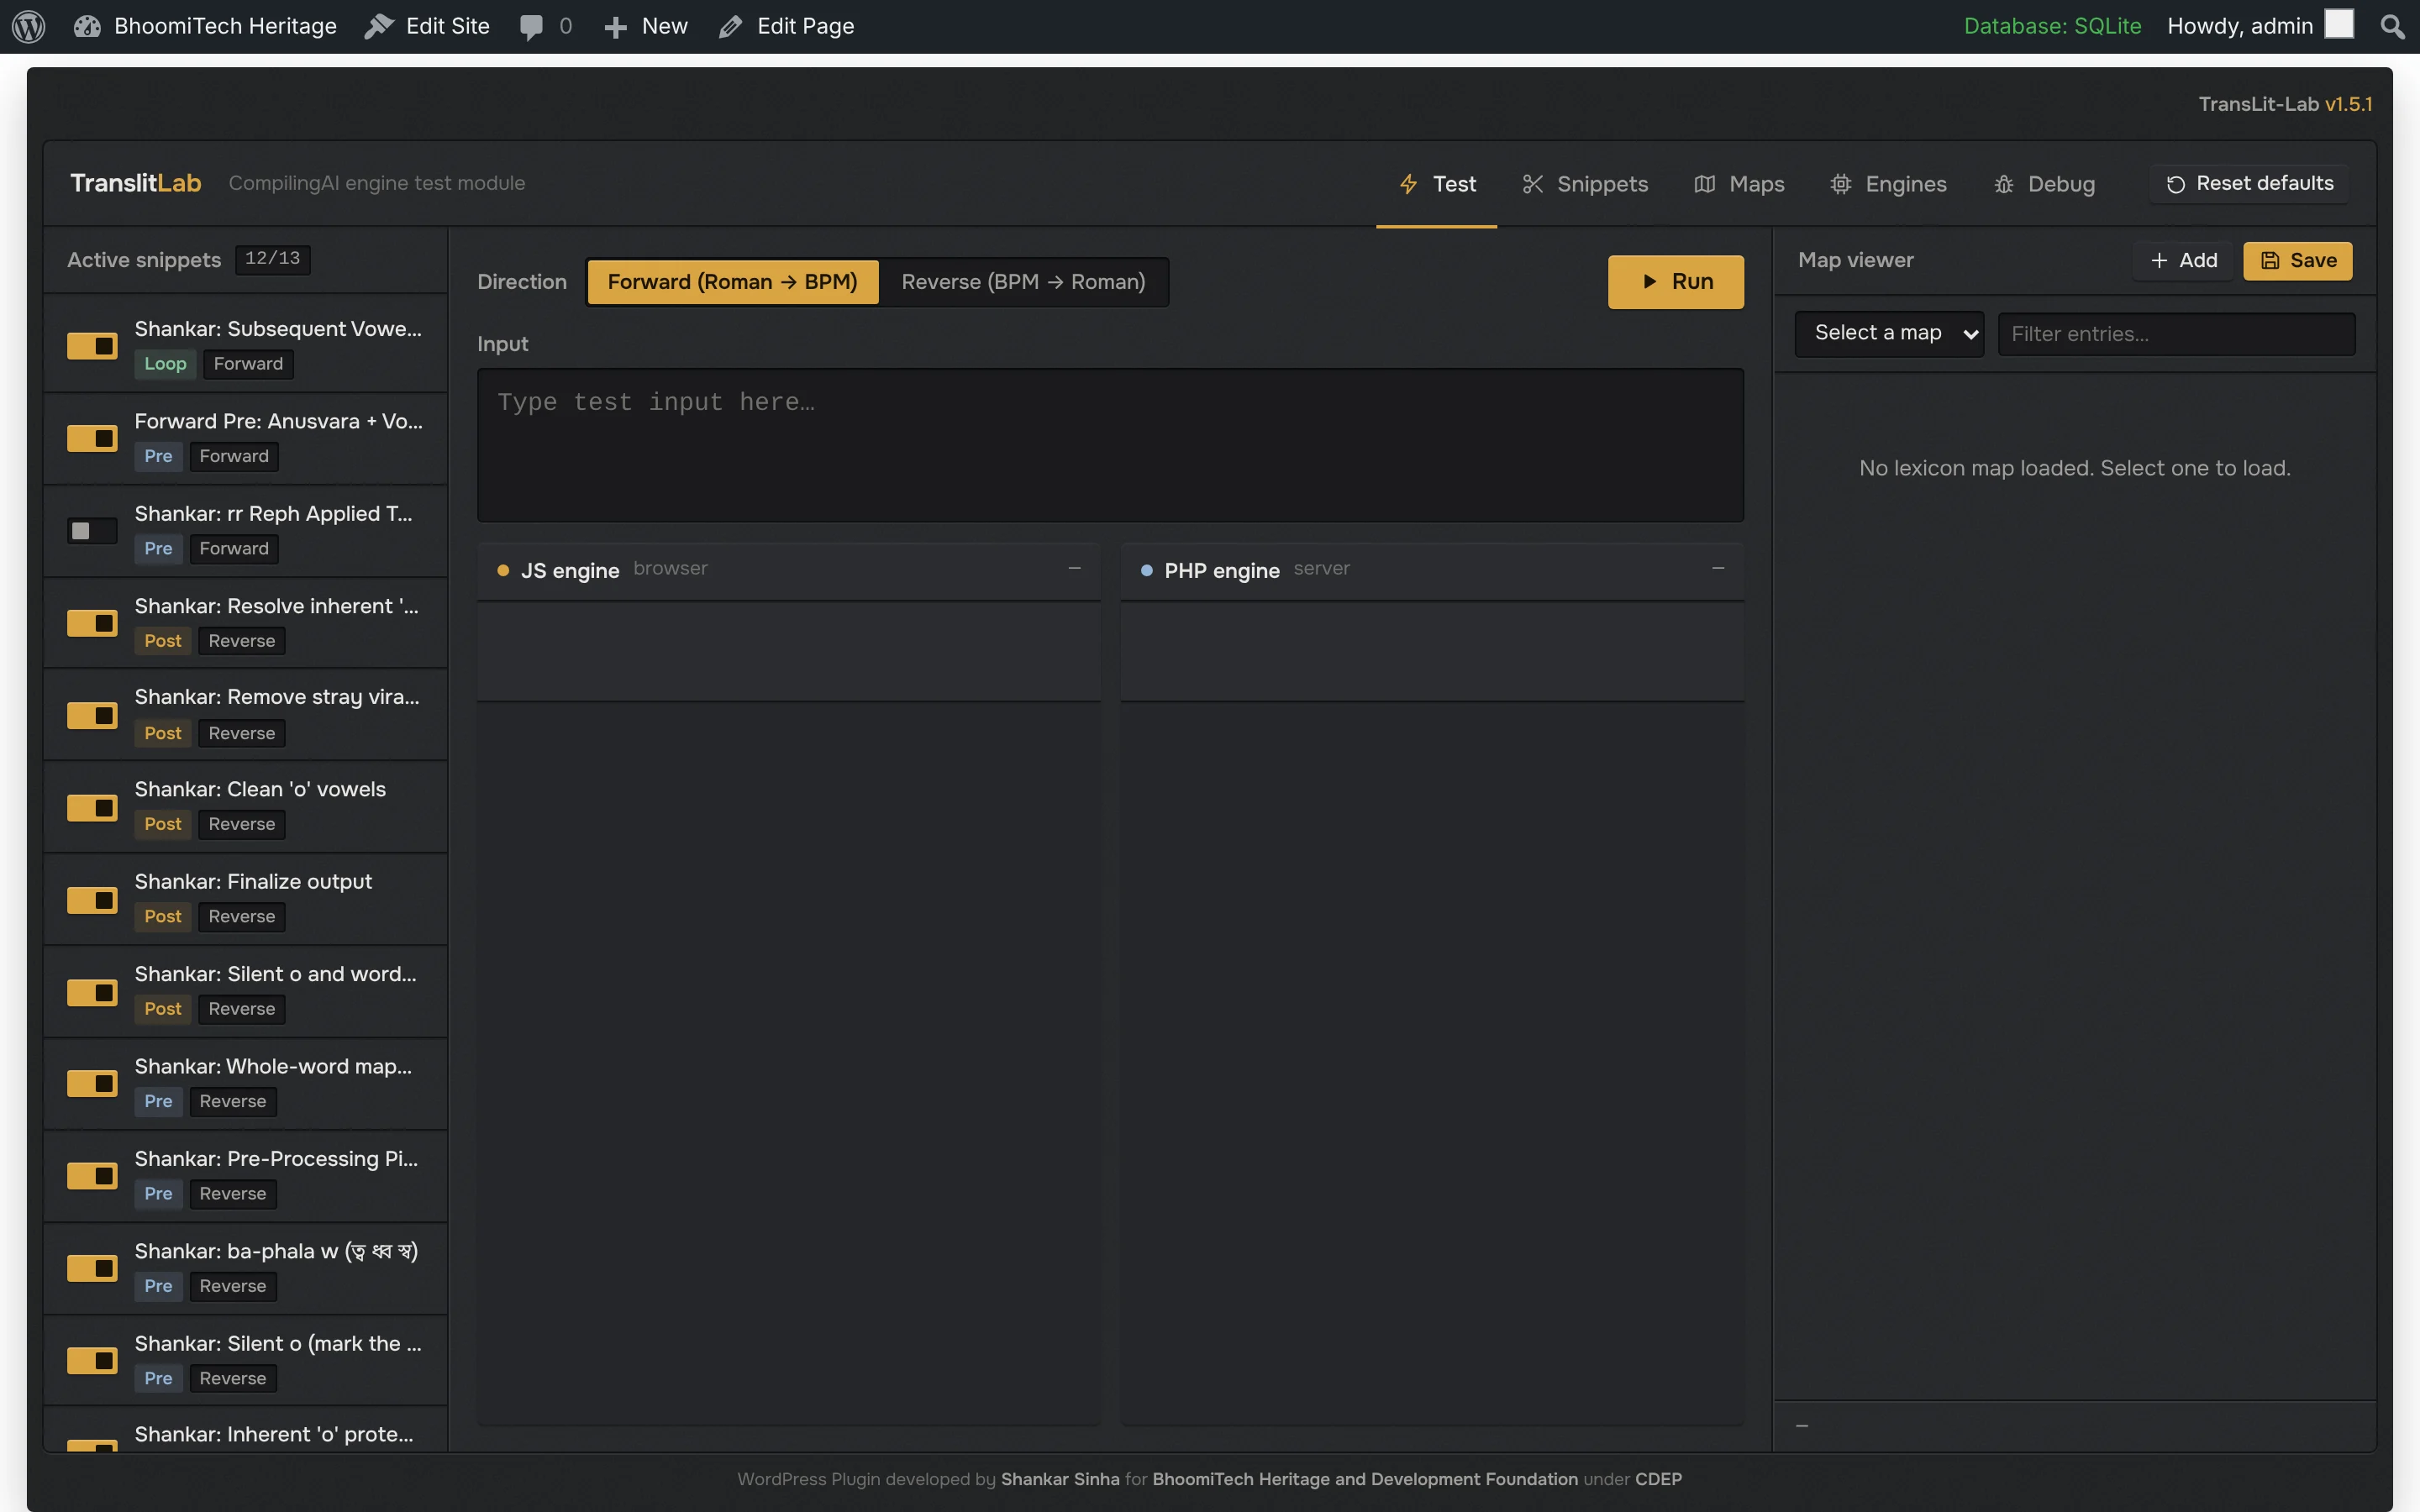 BhoomiTech Heritage Edit Site 0 New Edit Page Database: SQLite Howdy, admin
TransLit-Lab v1.5.1
TranslitLab CompilingAI engine test module Test Snippets Maps Engines Debug Reset defaults
Active snippets 12/13
Shankar: Subsequent Vowe...
Loop Forward
Forward Pre: Anusvara + Vo...
Pre Forward
Shankar: rr Reph Applied T...
Pre Forward
Shankar: Resolve inherent '...
Post Reverse
Shankar: Remove stray vira...
Post Reverse
Shankar: Clean 'o' vowels
Post Reverse
Shankar: Finalize output
Post Reverse
Shankar: Silent o and word...
Post Reverse
Shankar: Whole-word map...
Pre Reverse
Shankar: Pre-Processing Pi...
Pre Reverse
Shankar: ba-phala w (ত্ব ধ্ব স্ব)
Pre Reverse
Shankar: Silent o (mark the ...
Pre Reverse
Shankar: Inherent 'o' prote...
Direction Forward (Roman → BPM) Reverse (BPM → Roman) Run
Input
Type test input here…
JS engine browser –
PHP engine server –
Map viewer + Add Save
Select a map Filter entries...
No lexicon map loaded. Select one to load.
–
WordPress Plugin developed by Shankar Sinha for BhoomiTech Heritage and Development Foundation under CDEP